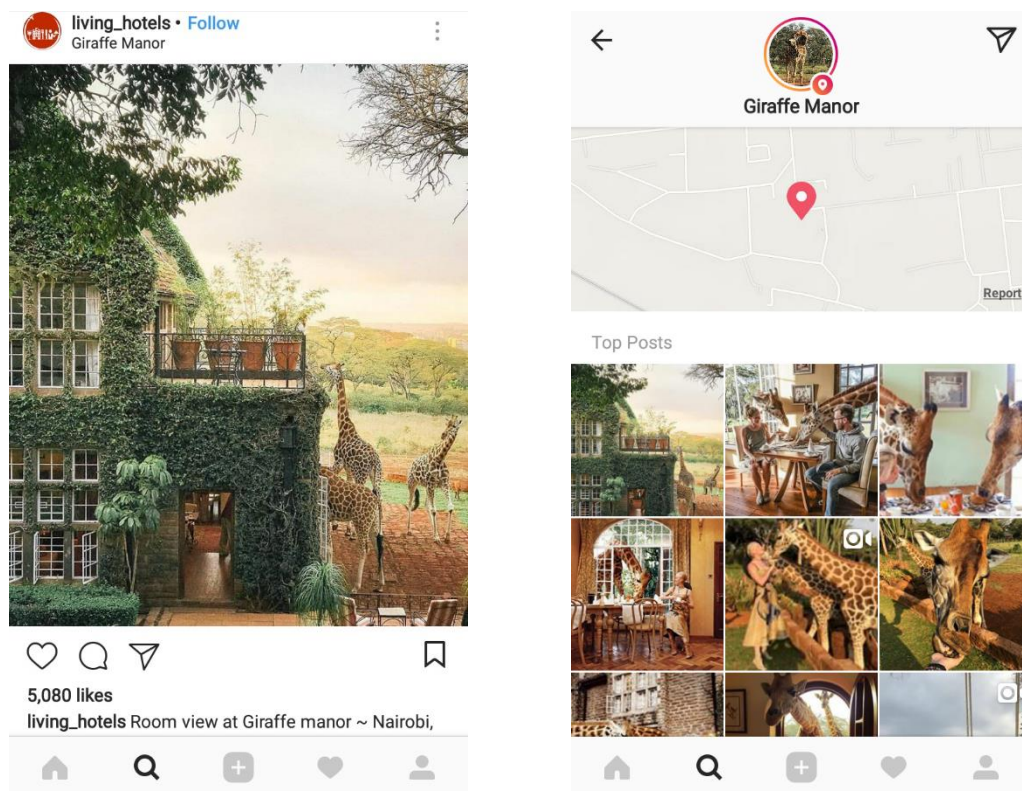 living_hotels • Follow
Giraffe Manor
5,080 likes
living_hotels Room view at Giraffe manor ~ Nairobi,
Giraffe Manor
Report
Top Posts